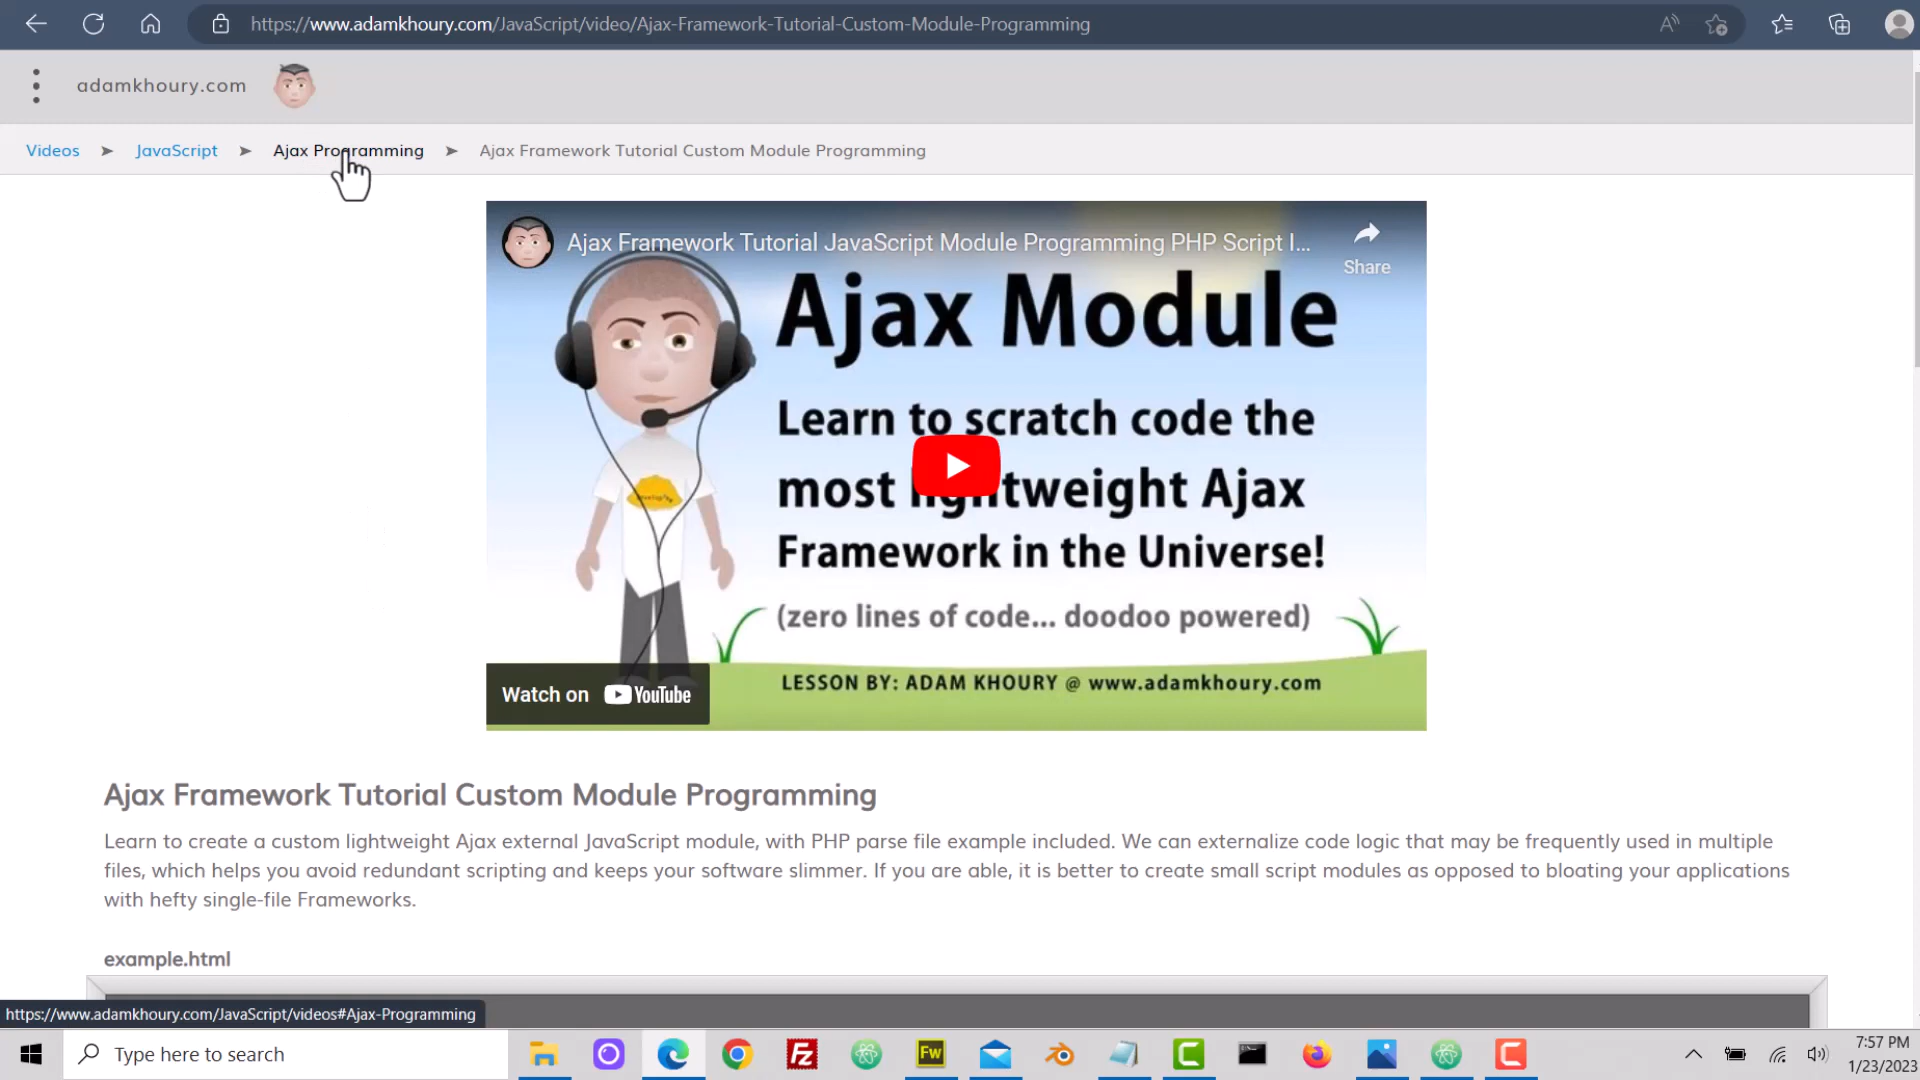 https://www.adamkhoury.com/JavaScript/video/Ajax-Framework-Tutorial-Custom-Module-Programming
adamkhoury.com
Videos ➤ JavaScript ➤ Ajax Programming ➤ Ajax Framework Tutorial Custom Module Programming
Ajax Framework Tutorial JavaScript Module Programming PHP Script I...
Share
Ajax Module
Learn to scratch code the
most lightweight Ajax
Framework in the Universe!
(zero lines of code... doodoo powered)
Watch on YouTube
LESSON BY: ADAM KHOURY @ www.adamkhoury.com
Ajax Framework Tutorial Custom Module Programming
Learn to create a custom lightweight Ajax external JavaScript module, with PHP parse file example included. We can externalize code logic that may be frequently used in multiple
files, which helps you avoid redundant scripting and keeps your software slimmer. If you are able, it is better to create small script modules as opposed to bloating your applications
with hefty single-file Frameworks.
example.html
https://www.adamkhoury.com/JavaScript/videos#Ajax-Programming
Type here to search
Fz
Fw
7:57 PM
1/23/2023